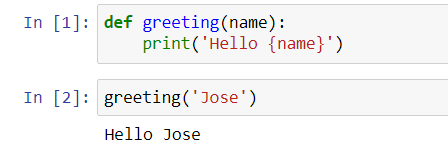 In [1]: def greeting(name):
print('Hello {name}')
In [2]: greeting('Jose')
Hello Jose